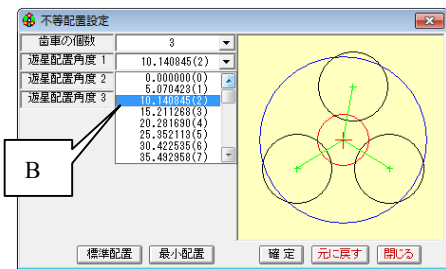 不等配置設定
歯車の個数 3
遊星配置角度 1 10.140845(2)
遊星配置角度 2 0.000000(0)
5.070423(1)
遊星配置角度 3 10.140845(2)
15.211268(3)
20.281690(4)
25.352113(5)
30.422535(6)
35.492958(7)
B
標準配置 最小配置 確定 元に戻す 閉じる